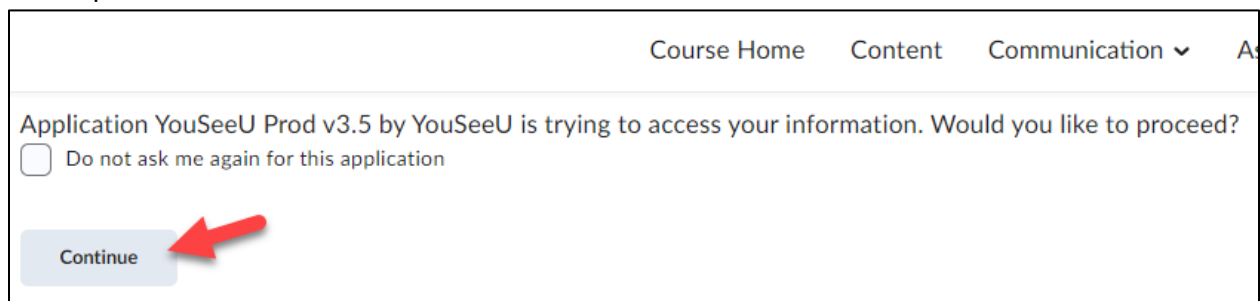 Course Home Content Communication
Application YouSeeU Prod v3.5 by YouSeeU is trying to access your information. Would you like to proceed?
Do not ask me again for this application
Continue